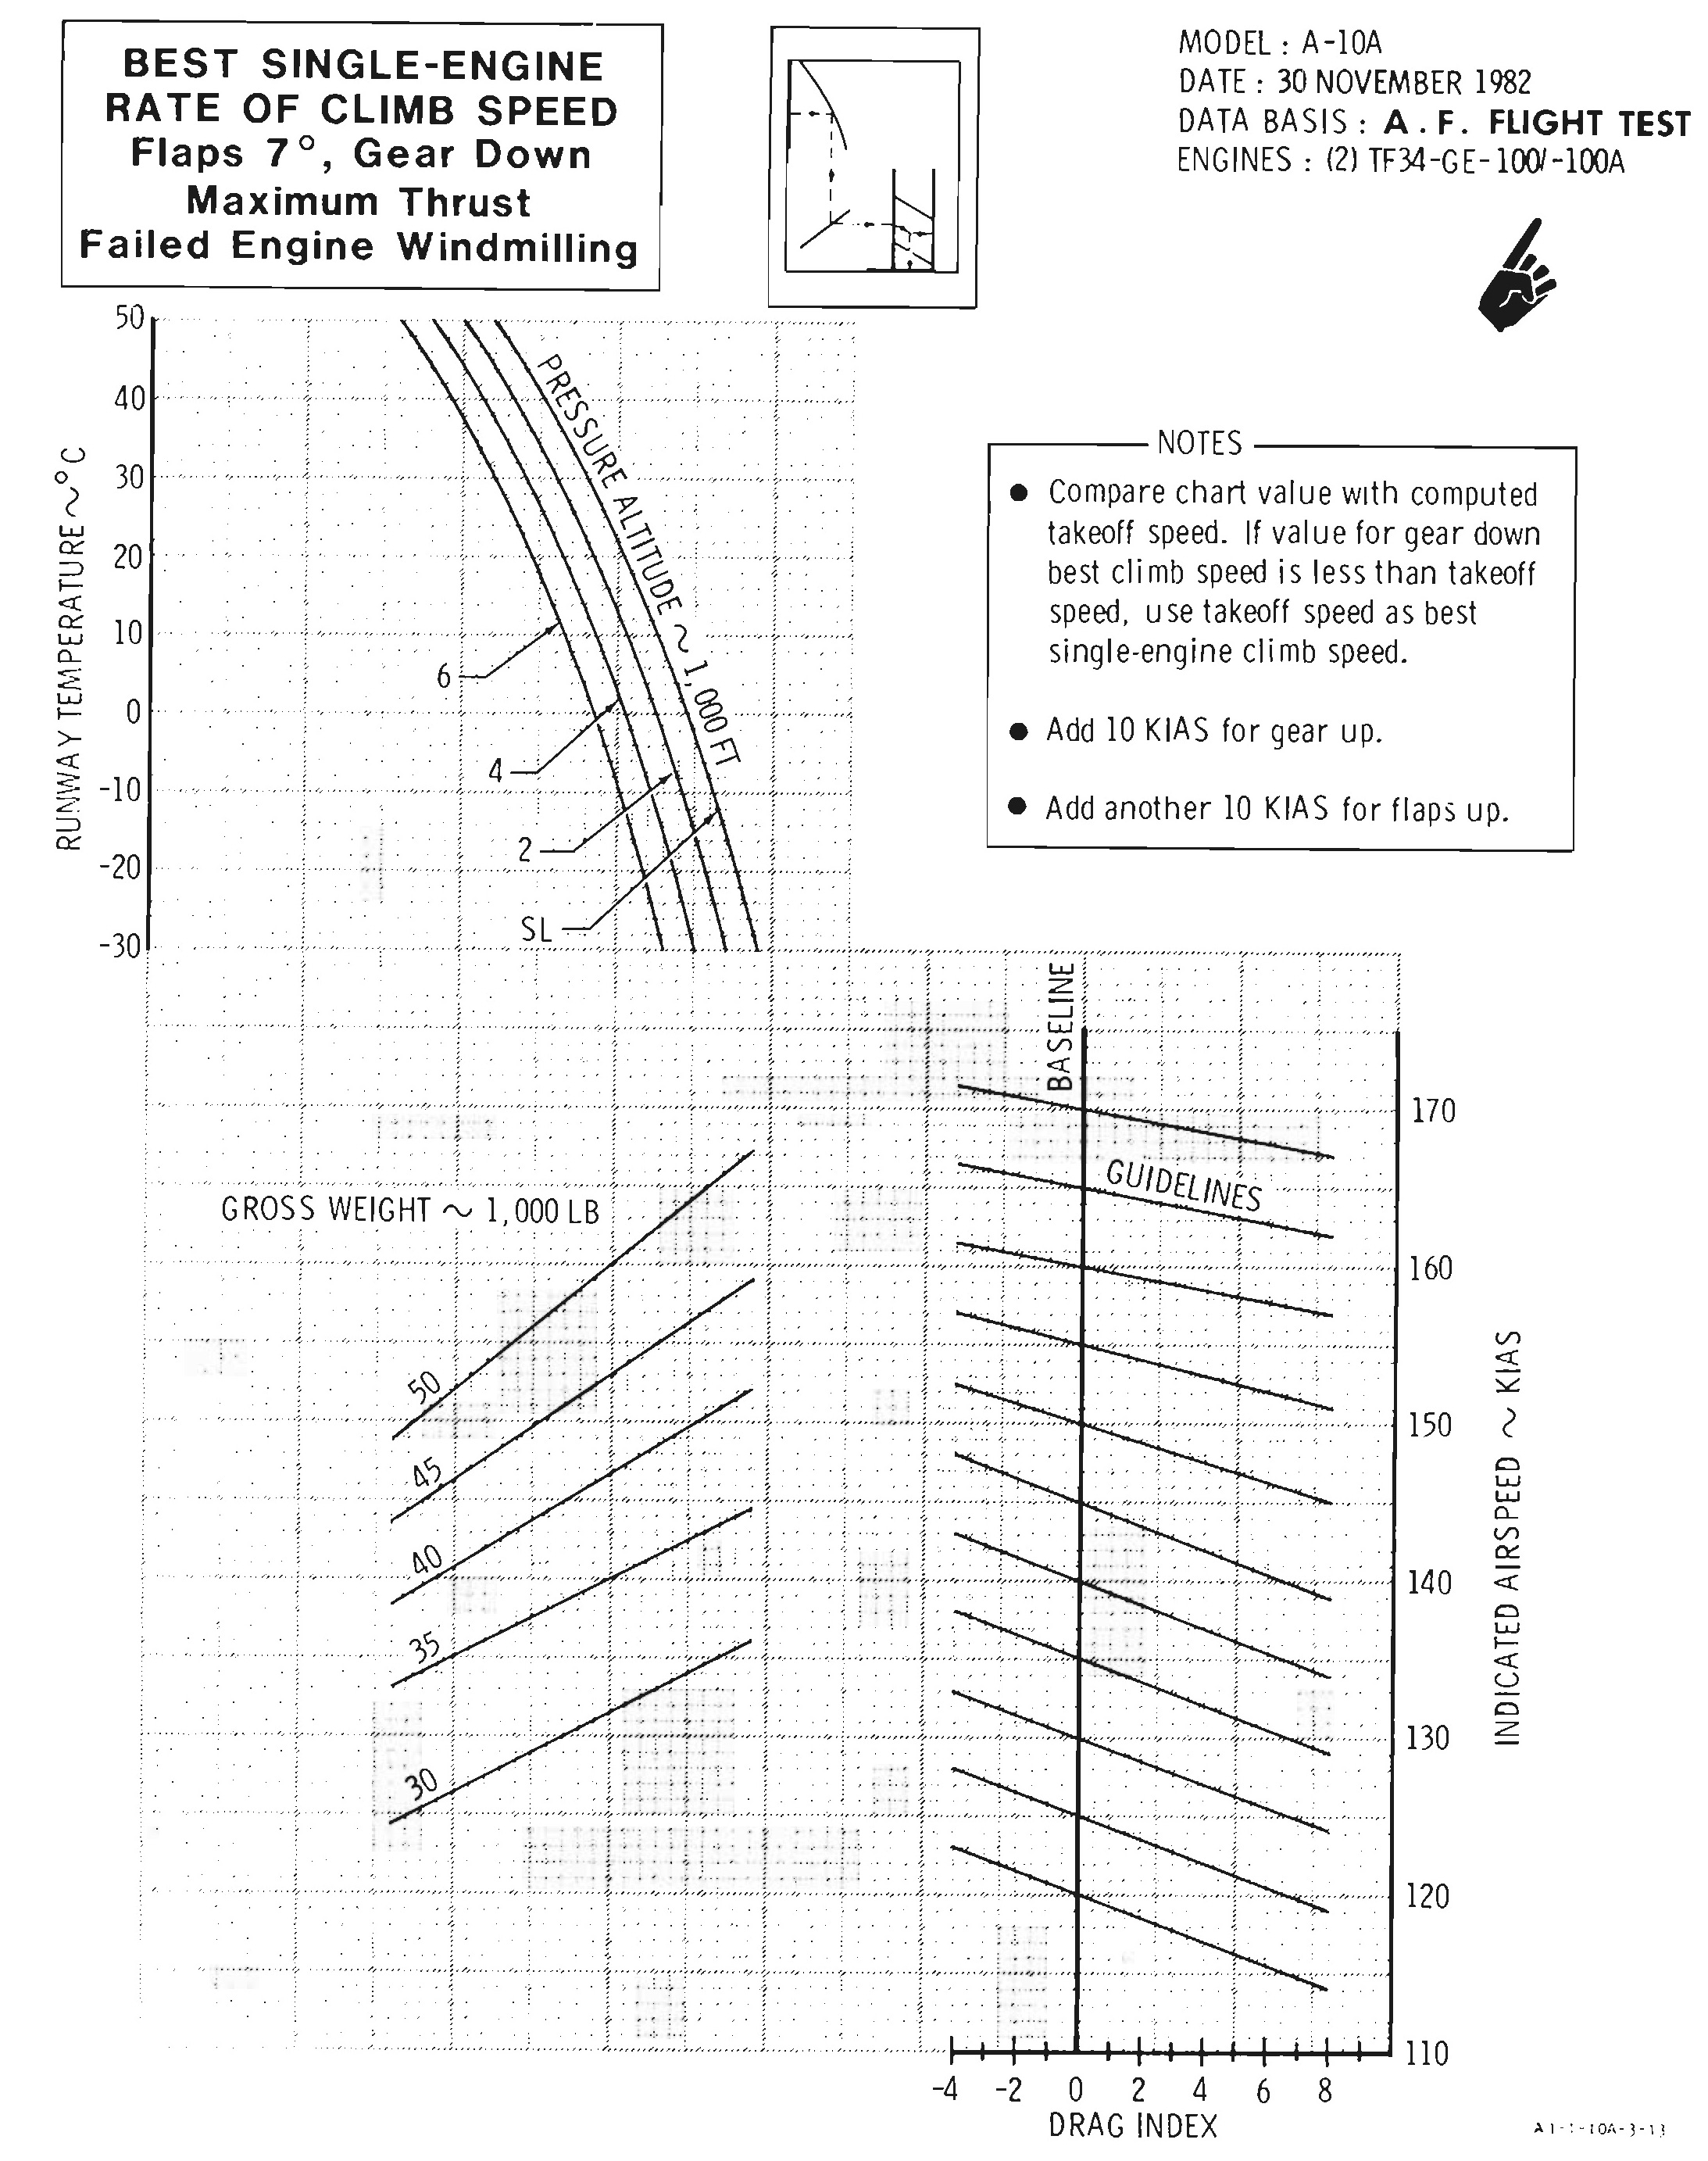 BEST SINGLE-ENGINE
RATE OF CLIMB SPEED
Flaps 7°, Gear Down
Maximum Thrust
Failed Engine Windmilling
MODEL : A-10A
DATE : 30 NOVEMBER 1982
DATA BASIS : A . F. FLIGHT TEST
ENGINES : (2) TF34-GE-100/-100A
50
40
30
20
10
0
-10
-20
-30
RUNWAY TEMPERATURE ~ °C
PRESSURE ALTITUDE ~ 1,000 FT
6
4
2
SL
NOTES
● Compare chart value with computed
takeoff speed. If value for gear down
best climb speed is less than takeoff
speed, use takeoff speed as best
single-engine climb speed.
● Add 10 KIAS for gear up.
● Add another 10 KIAS for flaps up.
GROSS WEIGHT ~ 1,000 LB
50
45
40
35
30
BASELINE
GUIDELINES
170
160
150
140
130
120
110
INDICATED AIRSPEED ~ KIAS
-4 -2 0 2 4 6 8
DRAG INDEX